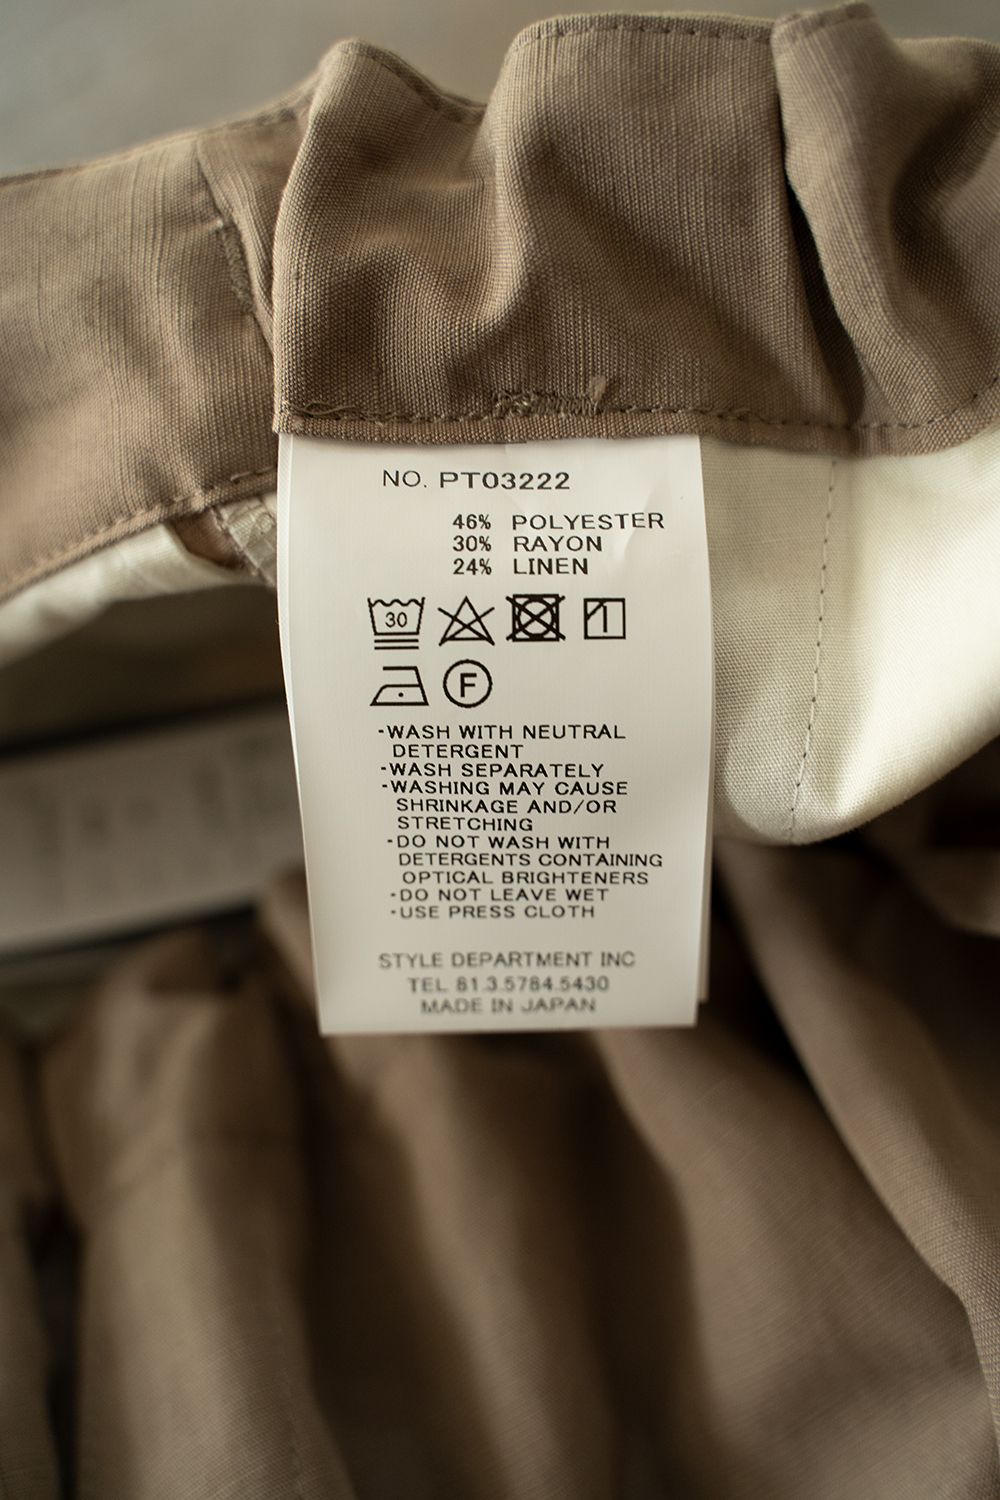 NO. PT03222
46% POLYESTER
30% RAYON
24% LINEN
30
F
-WASH WITH NEUTRAL
DETERGENT
-WASH SEPARATELY
-WASHING MAY CAUSE
SHRINKAGE AND/OR
STRETCHING
-DO NOT WASH WITH
DETERGENTS CONTAINING
OPTICAL BRIGHTENERS
-DO NOT LEAVE WET
-USE PRESS CLOTH
STYLE DEPARTMENT INC
TEL 81.3.5784.5430
MADE IN JAPAN